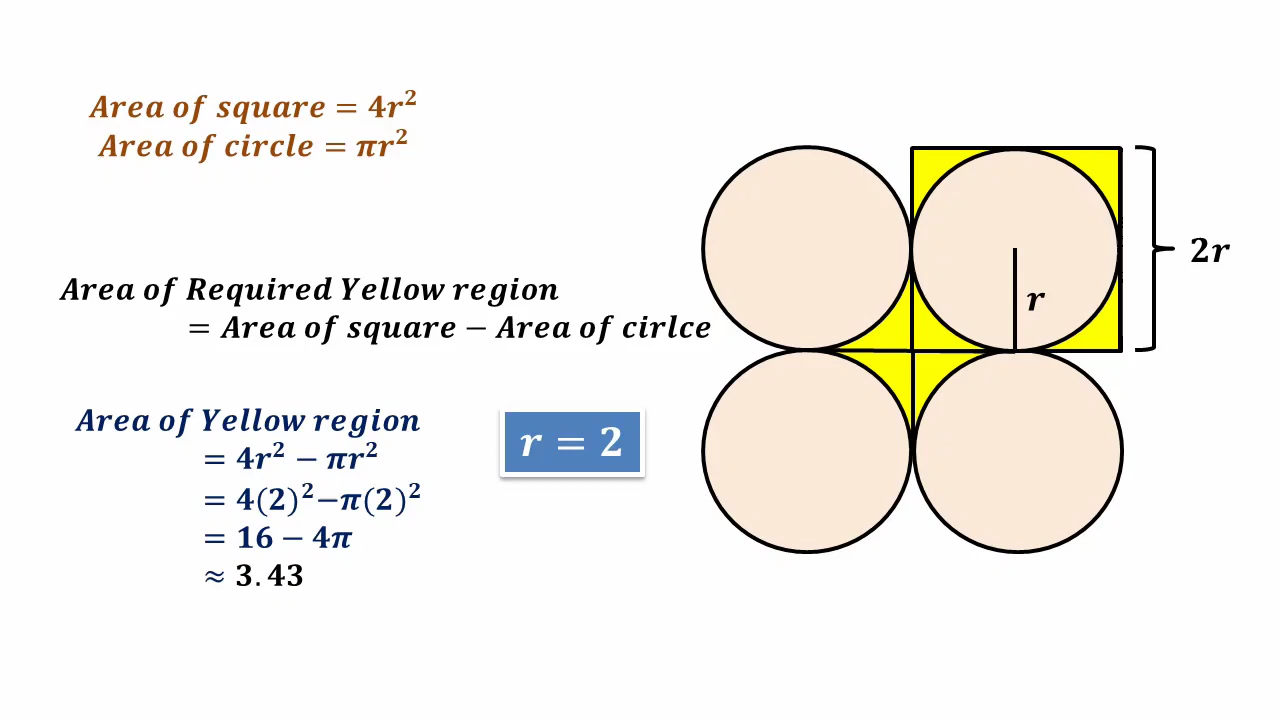 Area of square = 4r²
Area of circle = πr²
Area of Required Yellow region
= Area of square − Area of cirlce
Area of Yellow region
= 4r² − πr²
= 4(2)²−π(2)²
= 16 − 4π
≈ 3.43
r = 2
2r
r